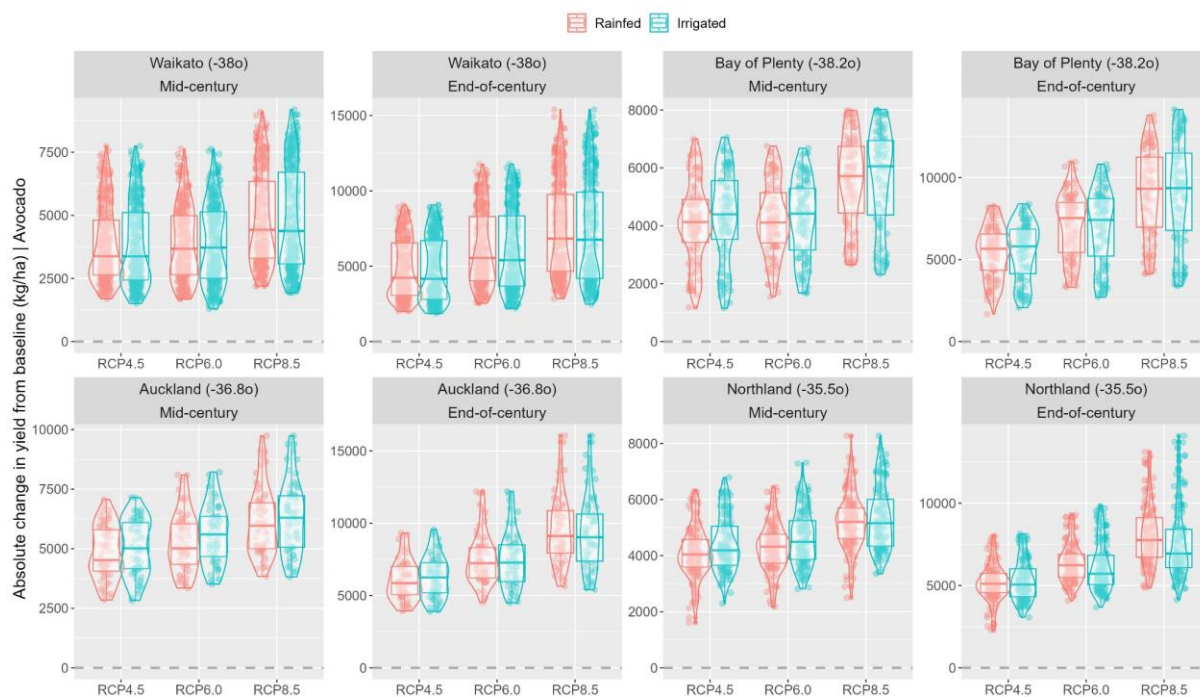 Rainfed Irrigated
Absolute change in yield from baseline (kg/ha) | Avocado
Waikato (-38o)
Mid-century
7500
5000
2500
0
RCP4.5 RCP6.0 RCP8.5
Waikato (-38o)
End-of-century
15000
10000
5000
0
RCP4.5 RCP6.0 RCP8.5
Bay of Plenty (-38.2o)
Mid-century
8000
6000
4000
2000
0
RCP4.5 RCP6.0 RCP8.5
Bay of Plenty (-38.2o)
End-of-century
10000
5000
0
RCP4.5 RCP6.0 RCP8.5
Auckland (-36.8o)
Mid-century
10000
7500
5000
2500
0
RCP4.5 RCP6.0 RCP8.5
Auckland (-36.8o)
End-of-century
15000
10000
5000
0
RCP4.5 RCP6.0 RCP8.5
Northland (-35.5o)
Mid-century
8000
6000
4000
2000
0
RCP4.5 RCP6.0 RCP8.5
Northland (-35.5o)
End-of-century
10000
5000
0
RCP4.5 RCP6.0 RCP8.5